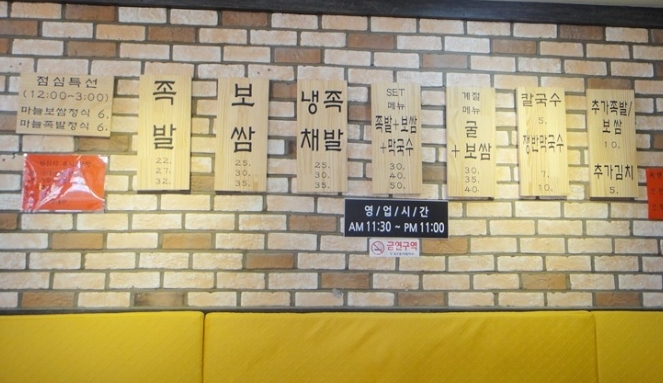 점심특선
(12:00-3:00)
마늘보쌈정식 6.
마늘족발정식 6.
족발
22.
27.
32.
보쌈
25.
30.
35.
냉족
채발
25.
30.
35.
SET
메뉴
족발+보쌈
+막국수
30.
40.
50.
계절
메뉴
굴
+보쌈
30.
35.
40.
칼국수
5.
쟁반막국수
7.
10.
추가족발/
보쌈
10.
추가김치
5.
영/업/시/간
AM 11:30 ~ PM 11:00
금연구역